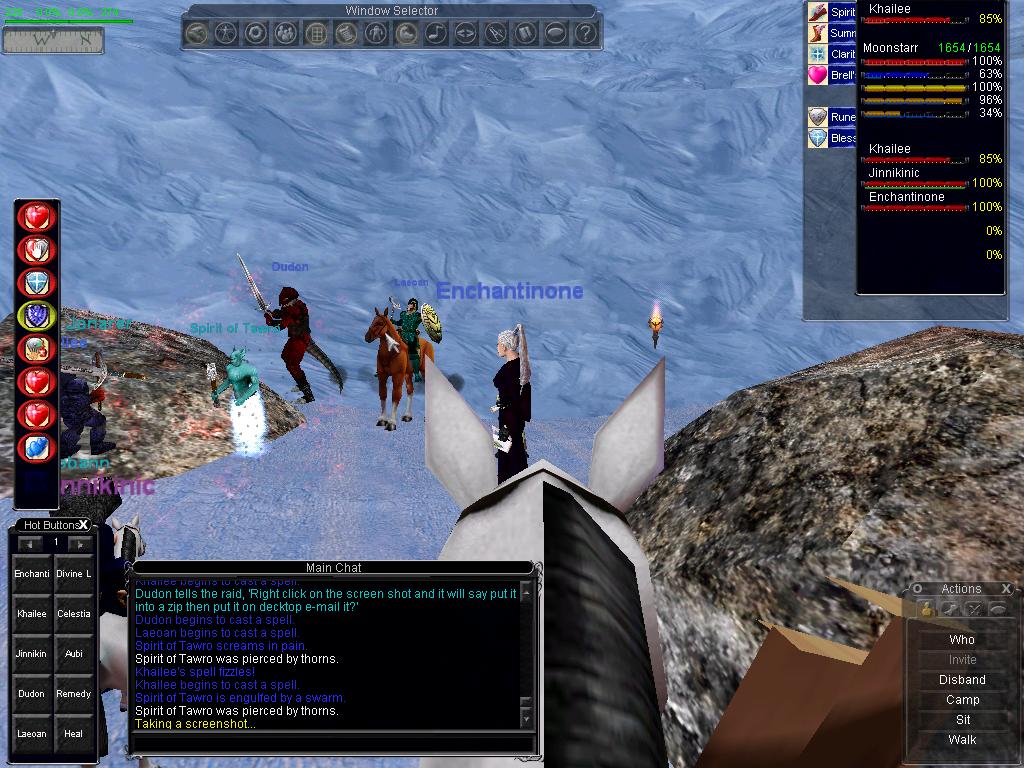 Window Selector
W N
Spirit
Sumn
Clarit
Brell's
Rune
Bless
Khailee
85%
Moonstarr 1654/1654
100%
63%
100%
96%
34%
Khailee
85%
Jinnikinic
100%
Enchantinone
100%
0%
0%
Dudon
Laeoan
Enchantinone
Spirit of Tawro
nnikinic
Hot Buttons X
1
Enchanti Divine L
Khailee Celestia
Jinnikin Aubi
Dudon Remedy
Laeoan Heal
Main Chat
Khailee begins to cast a spell.
Dudon tells the raid, 'Right click on the screen shot and it will say put it
into a zip then put it on decktop e-mail it?'
Dudon begins to cast a spell.
Laeoan begins to cast a spell.
Spirit of Tawro screams in pain.
Spirit of Tawro was pierced by thorns.
Khailee's spell fizzles!
Khailee begins to cast a spell.
Spirit of Tawro is engulfed by a swarm.
Spirit of Tawro was pierced by thorns.
Taking a screenshot...
Actions X
Who
Invite
Disband
Camp
Sit
Walk